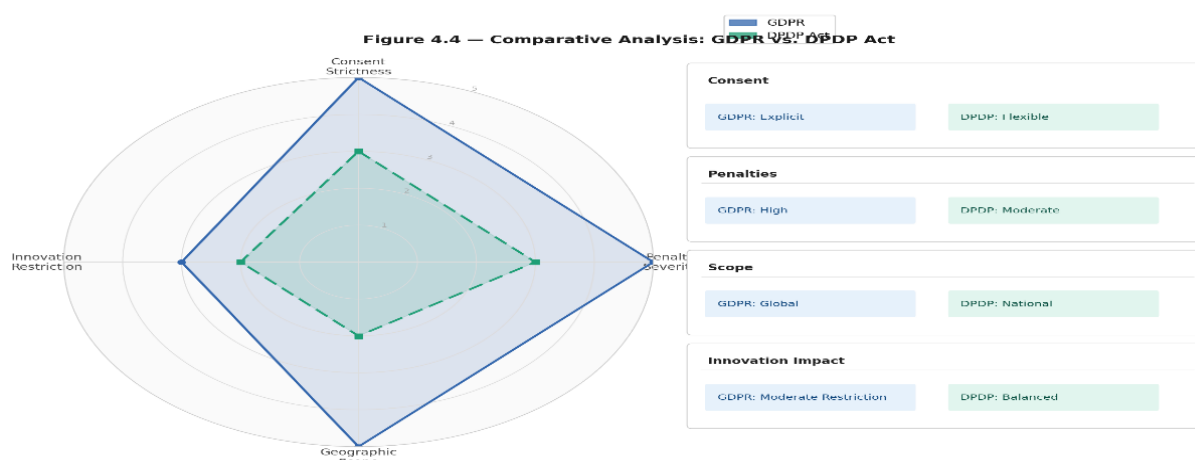 GDPR
DPDP Act
Figure 4.4 — Comparative Analysis: GDPR vs. DPDP Act
Consent
Strictness
5
4
3
2
1
Innovation
Restriction
Penalt
Severit
Geographic
Consent
GDPR: Explicit
DPDP: Flexible
Penalties
GDPR: High
DPDP: Moderate
Scope
GDPR: Global
DPDP: National
Innovation Impact
GDPR: Moderate Restriction
DPDP: Balanced